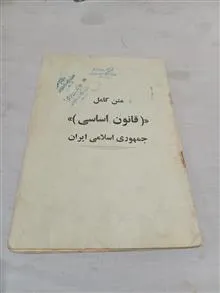 متن کامل
«(قانون اساسی)»
جمهوری اسلامی ایران